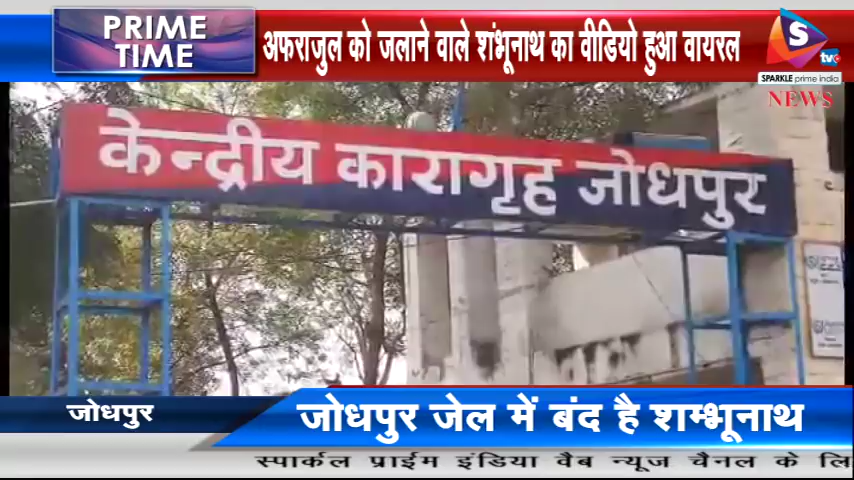 PRIME
TIME
अफराजुल को जलाने वाले शंभूनाथ का वीडियो हुआ वायरल
S
tv
SPARKLE prime india
NEWS
केन्द्रीय कारागृह जोधपुर
जोधपुर
जोधपुर जेल में बंद है शम्भूनाथ
स्पार्कल प्राईम इंडिया वैब न्यूज चैनल के लि